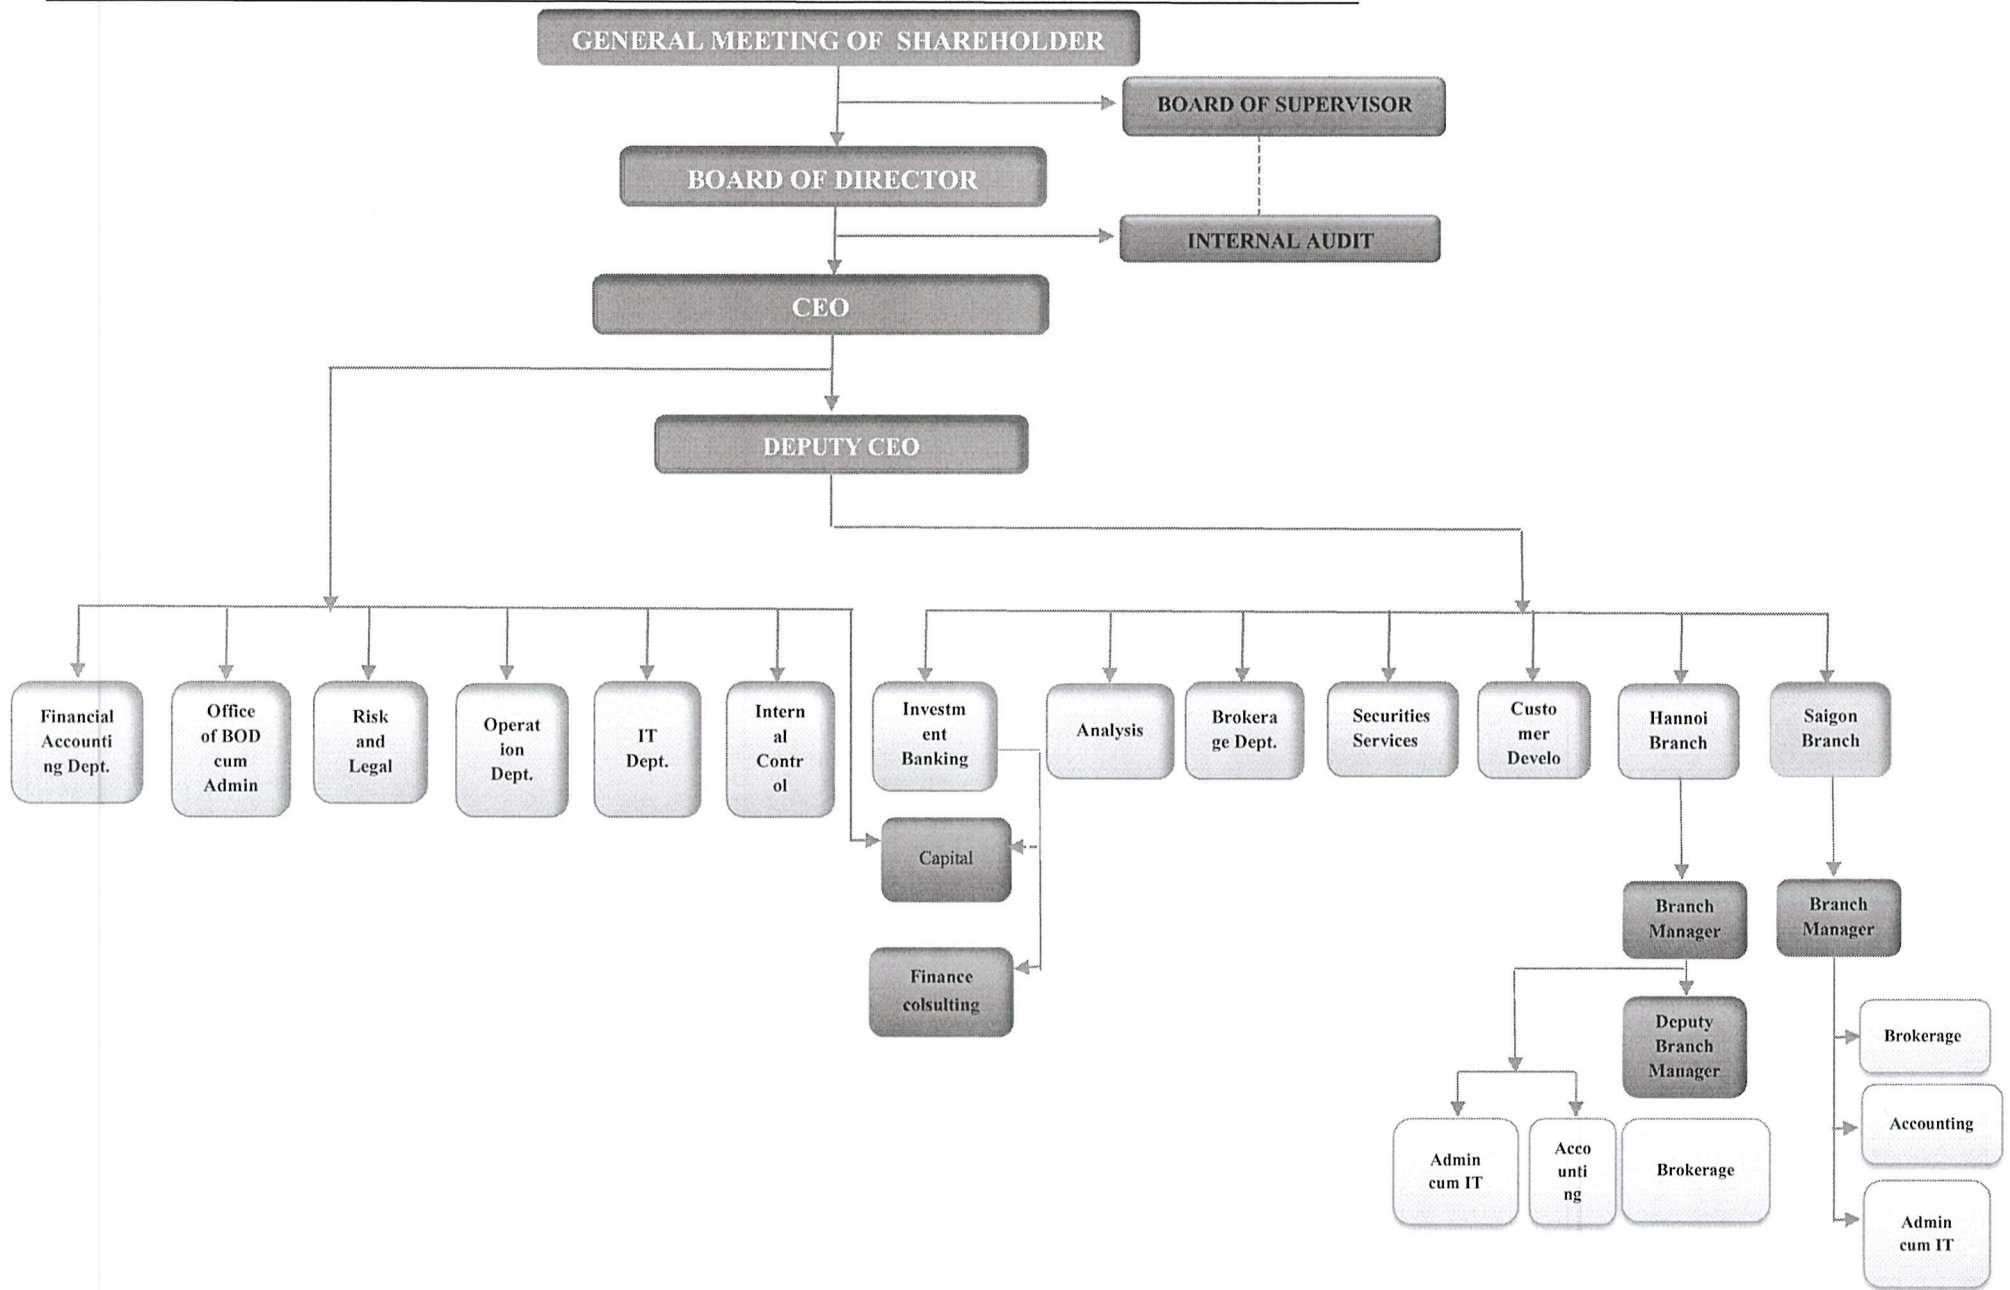 GENERAL MEETING OF SHAREHOLDER
BOARD OF SUPERVISOR
BOARD OF DIRECTOR
INTERNAL AUDIT
CEO
DEPUTY CEO
Financial
Accounti
ng Dept.
Office
of BOD
cum
Admin
Risk
and
Legal
Operat
ion
Dept.
IT
Dept.
Intern
al
Contr
ol
Investm
ent
Banking
Analysis
Brokera
ge Dept.
Securities
Services
Custo
mer
Develo
Hannoi
Branch
Saigon
Branch
Capital
Finance
colsulting
Branch
Manager
Branch
Manager
Deputy
Branch
Manager
Admin
cum IT
Acco
unti
ng
Brokerage
Brokerage
Accounting
Admin
cum IT